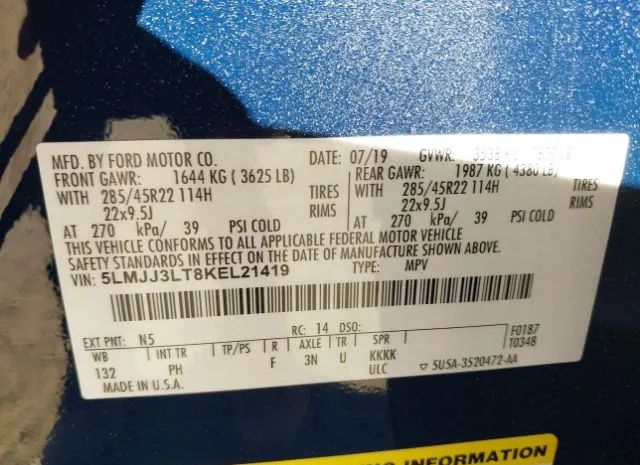 MFD. BY FORD MOTOR CO. DATE: 07/19 GVWR:
FRONT GAWR: 1644 KG ( 3625 LB) REAR GAWR: 1987 KG ( 4380 LB)
WITH 285/45R22 114H TIRES WITH 285/45R22 114H TIRES
22x9.5J RIMS 22x9.5J RIMS
AT 270 kPa/ 39 PSI COLD AT 270 kPa/ 39 PSI COLD
THIS VEHICLE CONFORMS TO ALL APPLICABLE FEDERAL MOTOR VEHICLE
SAFETY STANDARDS IN EFFECT ON THE DATE OF MANUFACTURE SHOWN ABOVE.
VIN: 5LMJJ3LT8KEL21419 TYPE: MPV
EXT PNT: N5 RC: 14 DSO: F0187
WB INT TR TP/PS R AXLE TR SPR T0348
132 PH F 3N U KKKK
ULC 5U5A-3520472-AA
MADE IN U.S.A.
ING INFORMATION